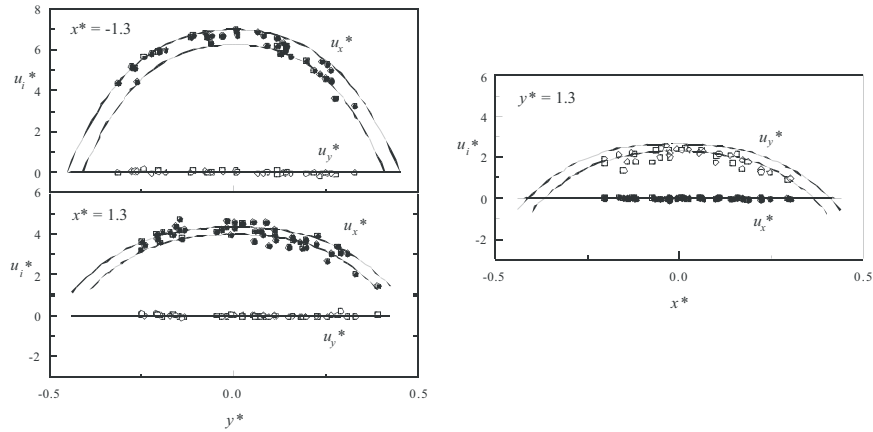 8
x* = -1.3
6
u_x*
u_i*
4
2
u_y*
0
6
x* = 1.3
u_x*
4
u_i*
2
0
u_y*
-2
-0.5 0.0 0.5
y*
6
y* = 1.3
4
u_i*
u_y*
2
0
u_x*
-2
-0.5 0.0 0.5
x*